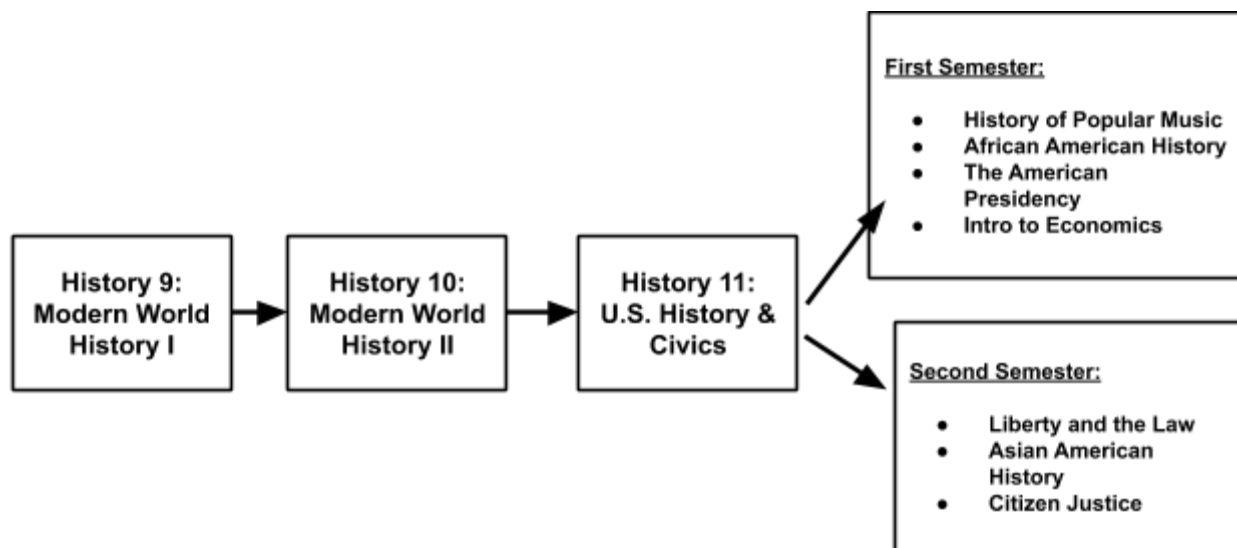 History 9:
Modern World
History I
History 10:
Modern World
History II
History 11:
U.S. History &
Civics
First Semester:
● History of Popular Music
● African American History
● The American
Presidency
● Intro to Economics
Second Semester:
● Liberty and the Law
● Asian American
History
● Citizen Justice